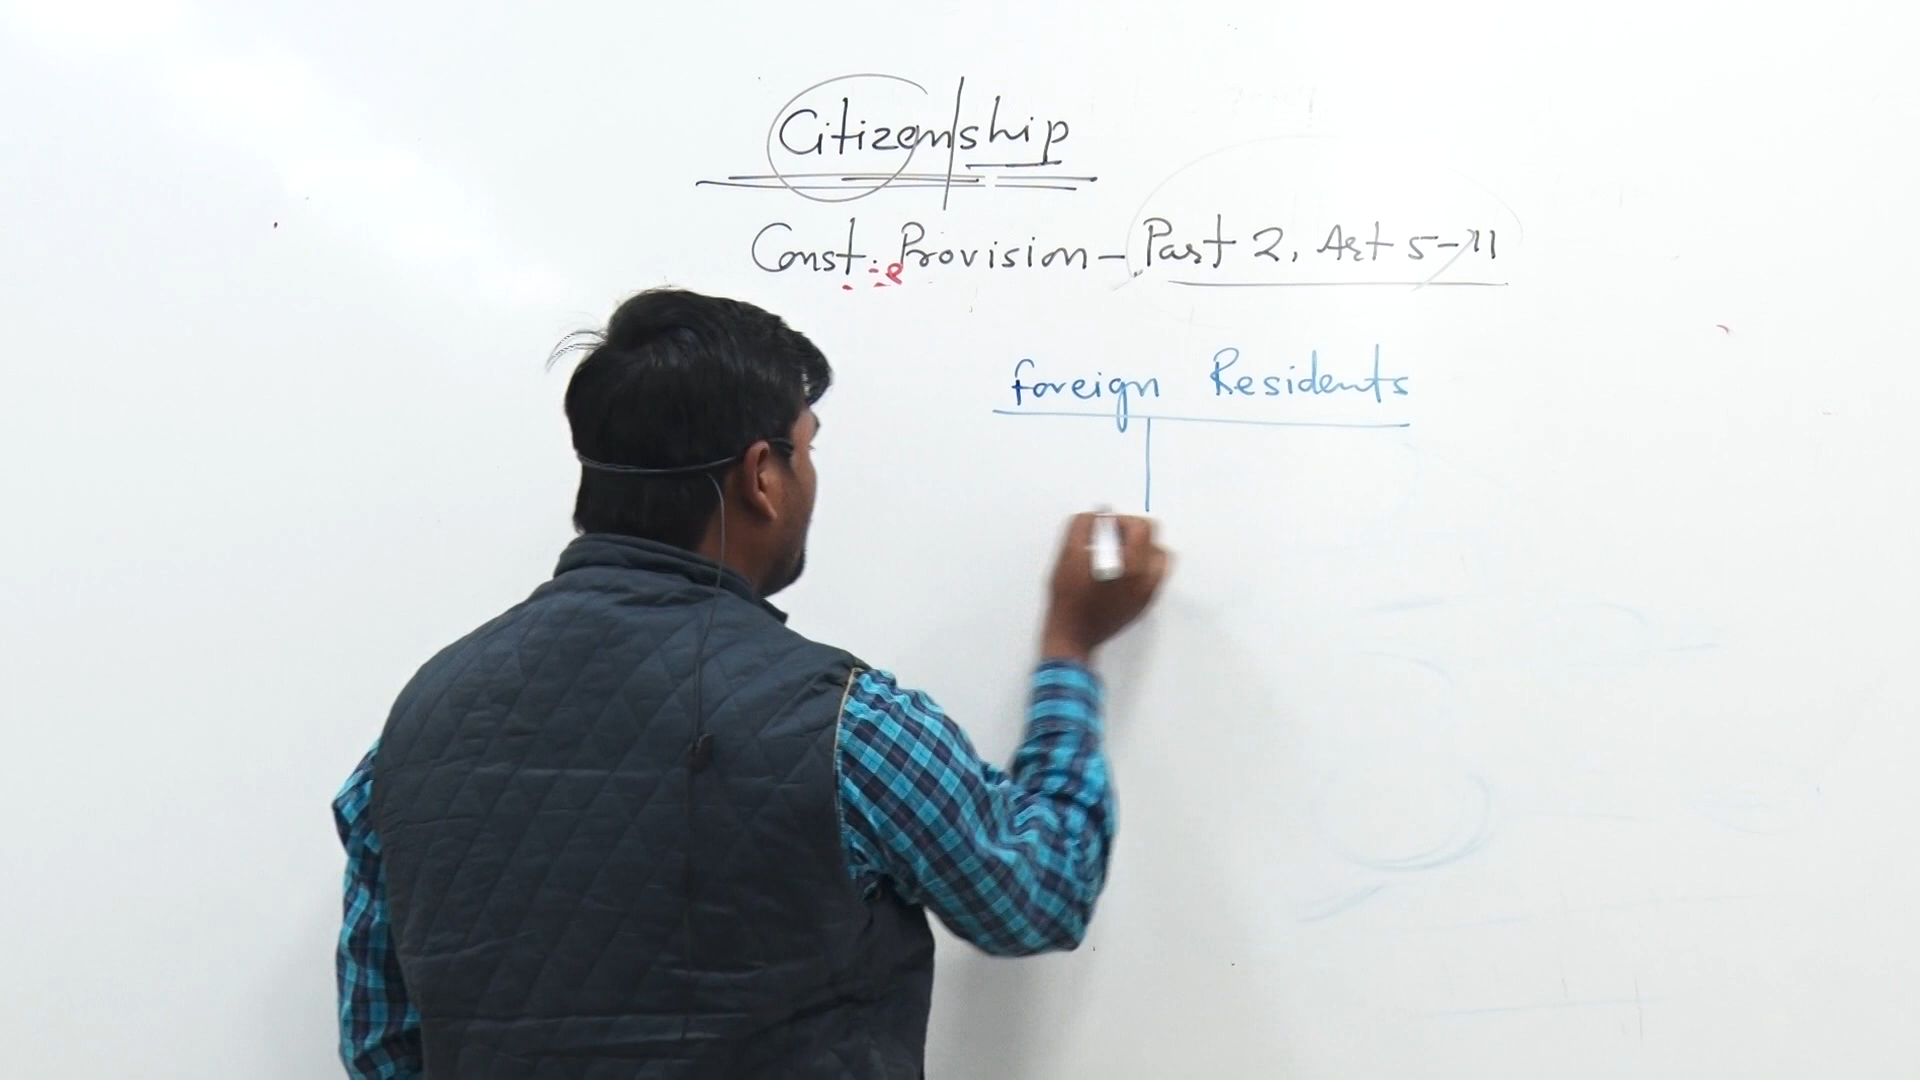 Citizenship
Const. Provision - Part 2, Art 5-11
foreign Residents